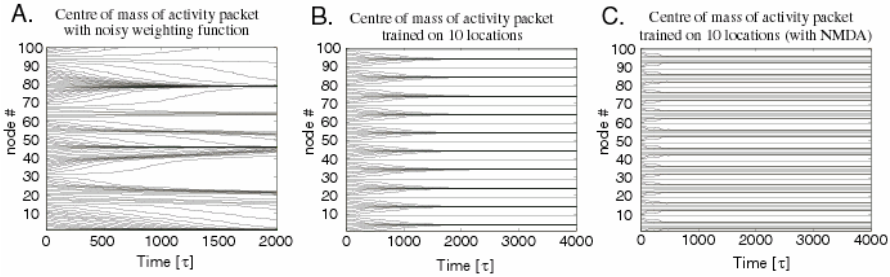 A.
Centre of mass of activity packet
with noisy weighting function
100
90
80
70
60
50
40
30
20
10
node #
0 500 1000 1500 2000
Time [τ]
B.
Centre of mass of activity packet
trained on 10 locations
100
90
80
70
60
50
40
30
20
10
node #
0 1000 2000 3000 4000
Time [τ]
C.
Centre of mass of activity packet
trained on 10 locations (with NMDA)
100
90
80
70
60
50
40
30
20
10
node #
0 1000 2000 3000 4000
Time [τ]